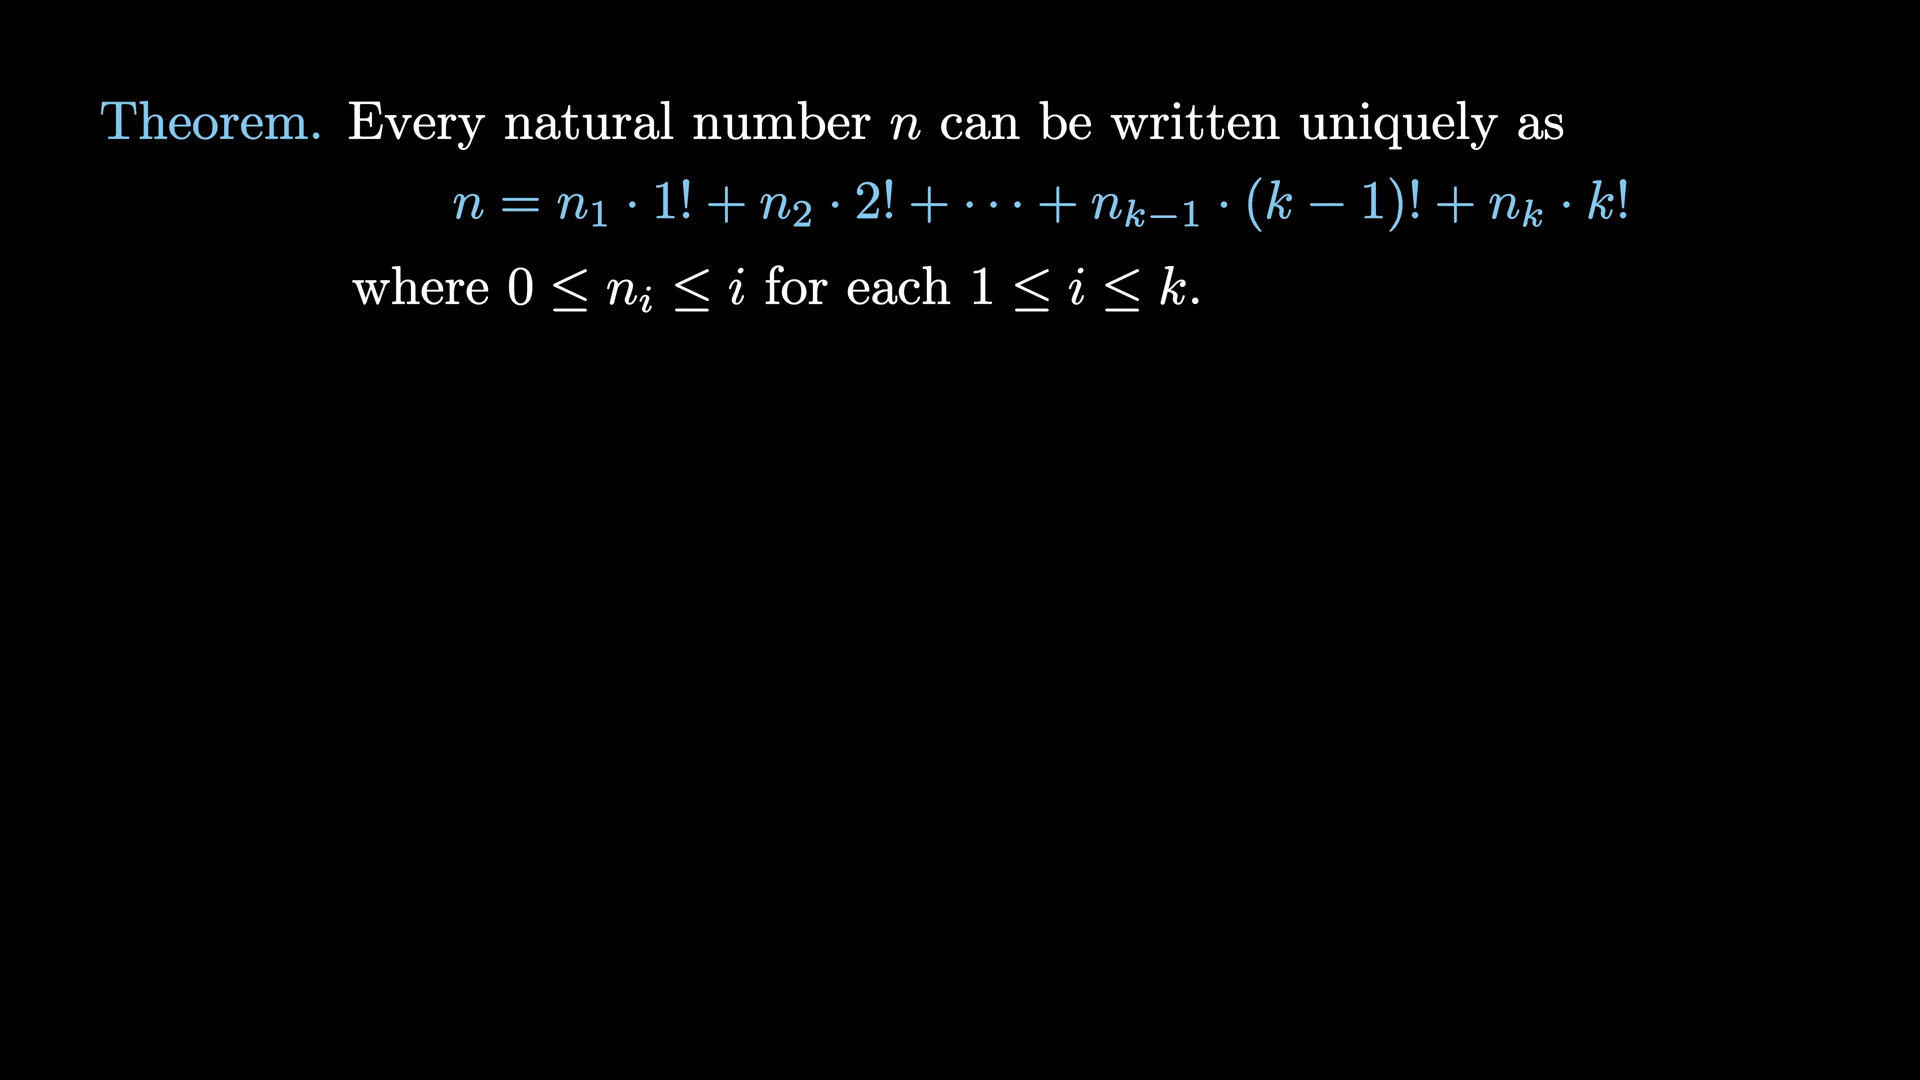 Theorem. Every natural number n can be written uniquely as
n = n₁ · 1! + n₂ · 2! + ··· + nₖ₋₁ · (k − 1)! + nₖ · k!
where 0 ≤ nᵢ ≤ i for each 1 ≤ i ≤ k.